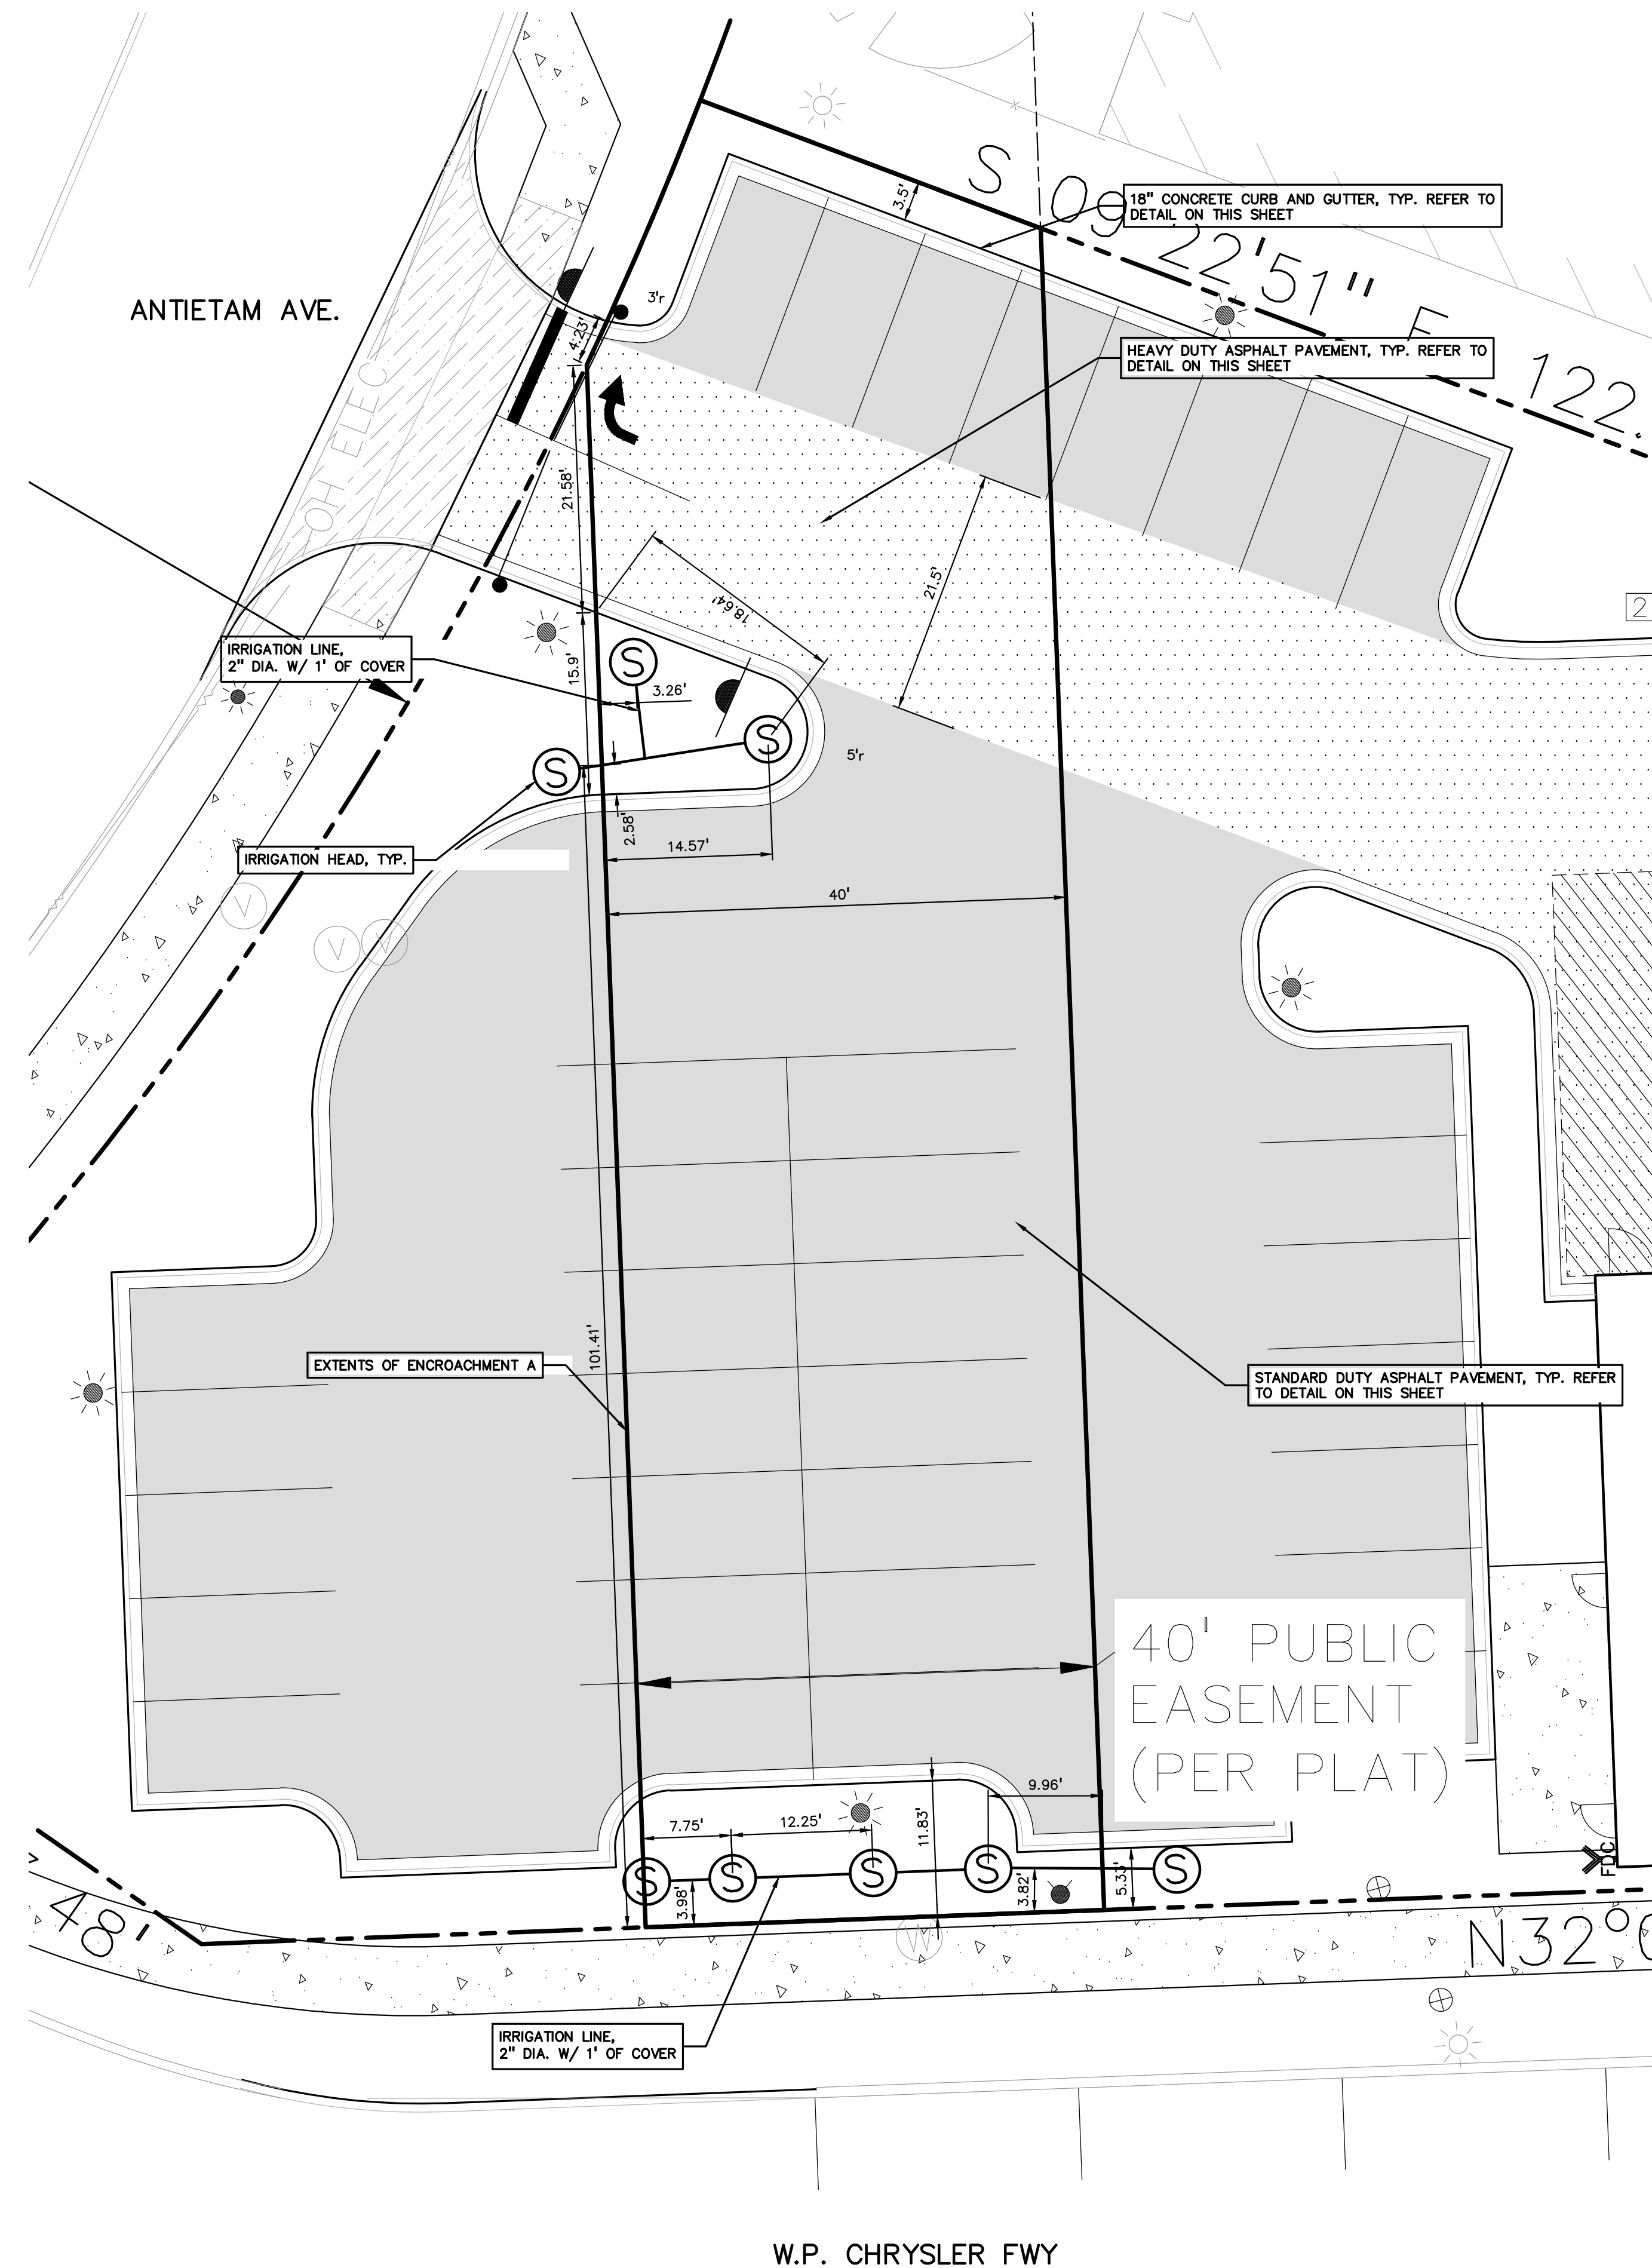 S 09 22'51" E
122.
3.5'
18" CONCRETE CURB AND GUTTER, TYP. REFER TO
DETAIL ON THIS SHEET
ANTIETAM AVE.
3'r
4.23'
HEAVY DUTY ASPHALT PAVEMENT, TYP. REFER TO
DETAIL ON THIS SHEET
OH ELEC
21.58'
21.5'
18.64'
2
IRRIGATION LINE,
2" DIA. W/ 1' OF COVER
15.9'
S
3.26'
S
S
5'r
2.58'
14.57'
IRRIGATION HEAD, TYP.
40'
V
V
V
101.41'
EXTENTS OF ENCROACHMENT A
STANDARD DUTY ASPHALT PAVEMENT, TYP. REFER
TO DETAIL ON THIS SHEET
40' PUBLIC
EASEMENT
(PER PLAT)
9.96'
7.75'
12.25'
11.83'
S
S
S
S
S
3.98'
3.82'
5.33'
FDC
W
48'
N32°0
IRRIGATION LINE,
2" DIA. W/ 1' OF COVER
W.P. CHRYSLER FWY